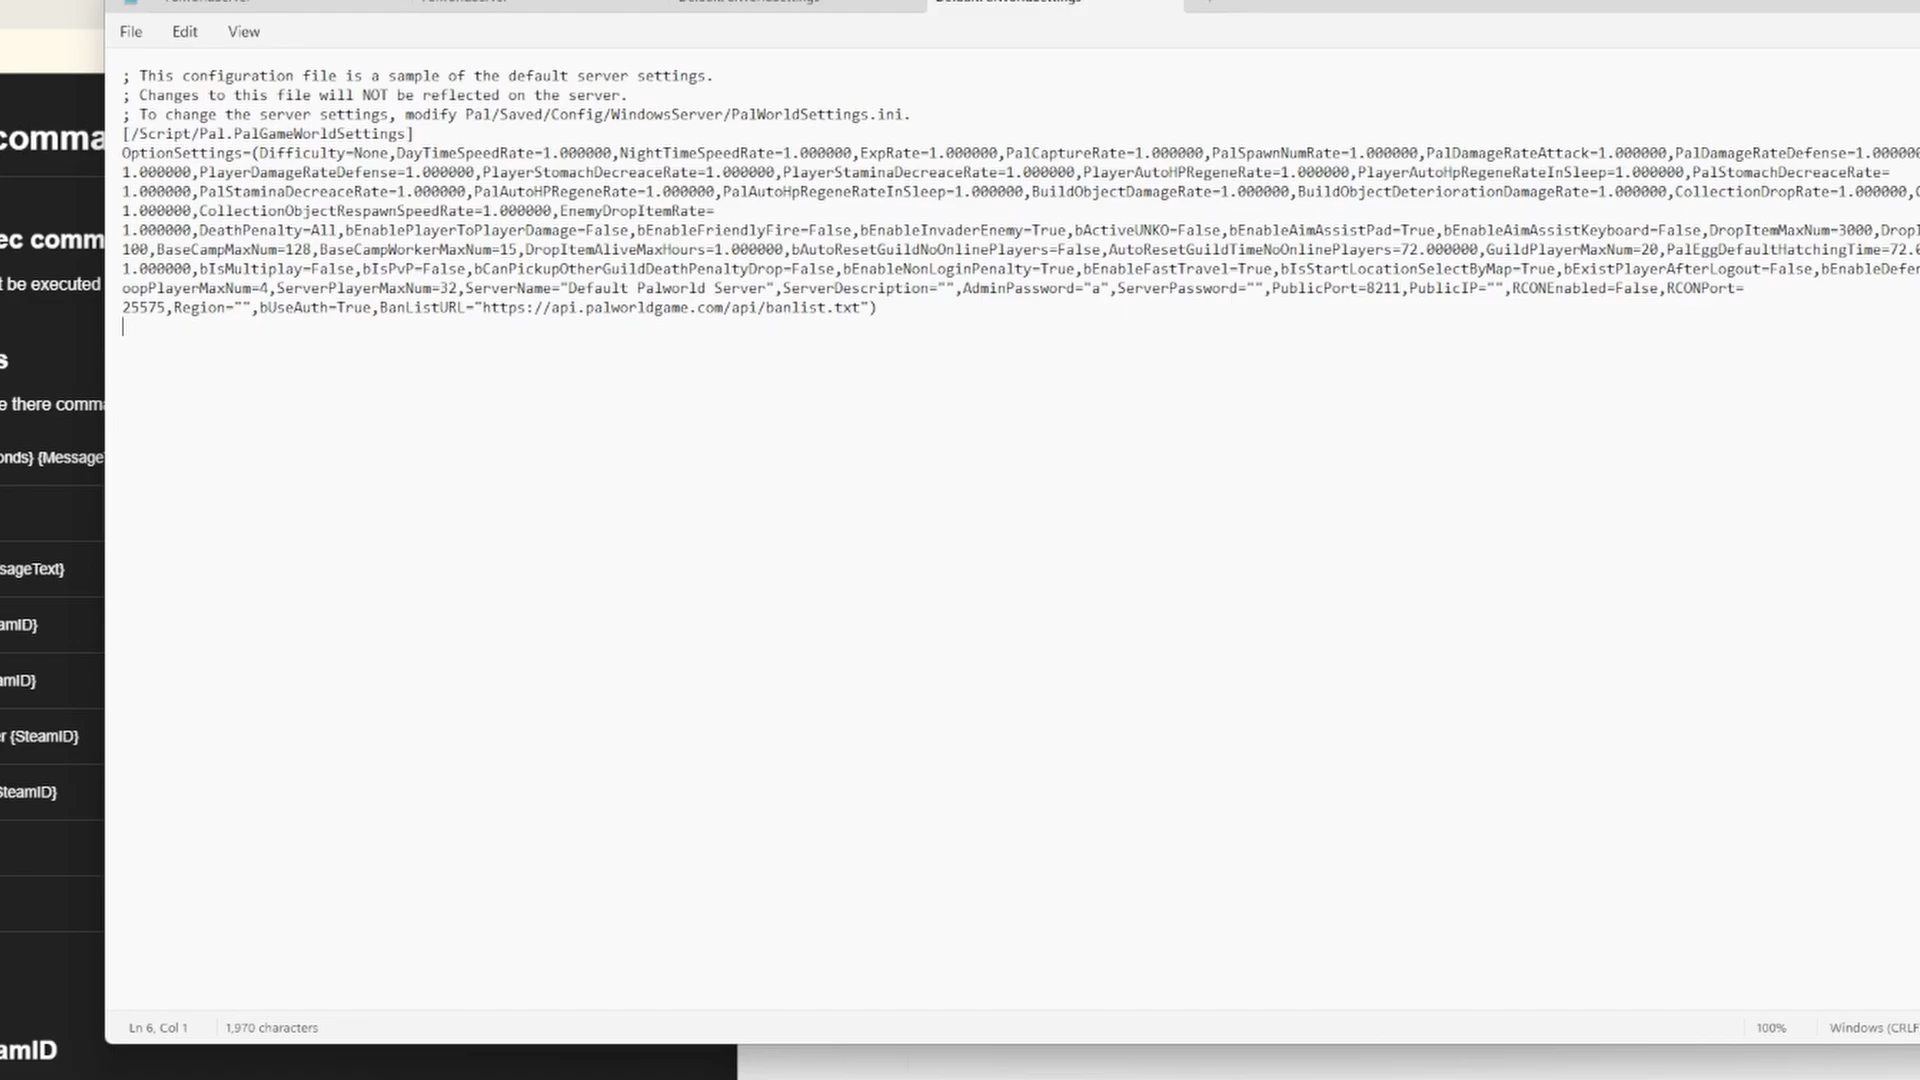 File Edit View
; This configuration file is a sample of the default server settings.
; Changes to this file will NOT be reflected on the server.
; To change the server settings, modify Pal/Saved/Config/WindowsServer/PalWorldSettings.ini.
[/Script/Pal.PalGameWorldSettings]
OptionSettings=(Difficulty=None,DayTimeSpeedRate=1.000000,NightTimeSpeedRate=1.000000,ExpRate=1.000000,PalCaptureRate=1.000000,PalSpawnNumRate=1.000000,PalDamageRateAttack=1.000000,PalDamageRateDefense=1.000000
1.000000,PlayerDamageRateDefense=1.000000,PlayerStomachDecreaceRate=1.000000,PlayerStaminaDecreaceRate=1.000000,PlayerAutoHPRegeneRate=1.000000,PlayerAutoHpRegeneRateInSleep=1.000000,PalStomachDecreaceRate=
1.000000,PalStaminaDecreaceRate=1.000000,PalAutoHPRegeneRate=1.000000,PalAutoHpRegeneRateInSleep=1.000000,BuildObjectDamageRate=1.000000,BuildObjectDeteriorationDamageRate=1.000000,CollectionDropRate=1.000000,
1.000000,CollectionObjectRespawnSpeedRate=1.000000,EnemyDropItemRate=
1.000000,DeathPenalty=All,bEnablePlayerToPlayerDamage=False,bEnableFriendlyFire=False,bEnableInvaderEnemy=True,bActiveUNKO=False,bEnableAimAssistPad=True,bEnableAimAssistKeyboard=False,DropItemMaxNum=3000,Drop
100,BaseCampMaxNum=128,BaseCampWorkerMaxNum=15,DropItemAliveMaxHours=1.000000,bAutoResetGuildNoOnlinePlayers=False,AutoResetGuildTimeNoOnlinePlayers=72.000000,GuildPlayerMaxNum=20,PalEggDefaultHatchingTime=72.0
1.000000,bIsMultiplay=False,bIsPvP=False,bCanPickupOtherGuildDeathPenaltyDrop=False,bEnableNonLoginPenalty=True,bEnableFastTravel=True,bIsStartLocationSelectByMap=True,bExistPlayerAfterLogout=False,bEnableDefen
oopPlayerMaxNum=4,ServerPlayerMaxNum=32,ServerName="Default Palworld Server",ServerDescription="",AdminPassword="a",ServerPassword="",PublicPort=8211,PublicIP="",RCONEnabled=False,RCONPort=
25575,Region="",bUseAuth=True,BanListURL="https://api.palworldgame.com/api/banlist.txt")
comma
ec comm
t be executed
s
e there comma
onds} {Message
sageText}
amID}
amID}
r {SteamID}
SteamID}
amID
Ln 6, Col 1 1,970 characters 100% Windows (CRLF